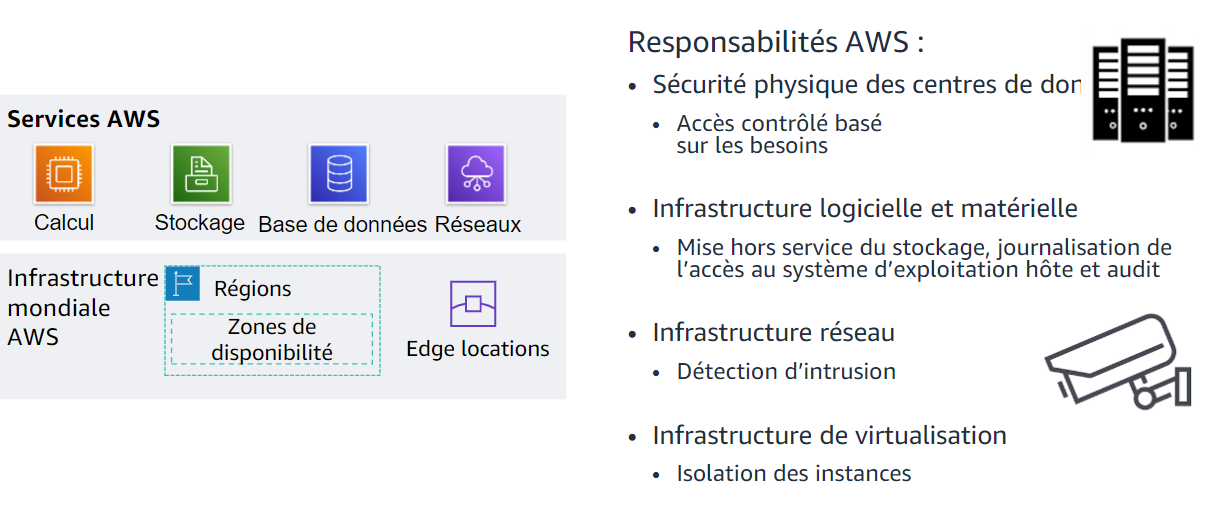 Services AWS
Calcul
Stockage
Base de données
Réseaux
Infrastructure
mondiale
AWS
Régions
Zones de
disponibilité
Edge locations
Responsabilités AWS :
• Sécurité physique des centres de don
• Accès contrôlé basé
sur les besoins
• Infrastructure logicielle et matérielle
• Mise hors service du stockage, journalisation de
l’accès au système d’exploitation hôte et audit
• Infrastructure réseau
• Détection d’intrusion
• Infrastructure de virtualisation
• Isolation des instances